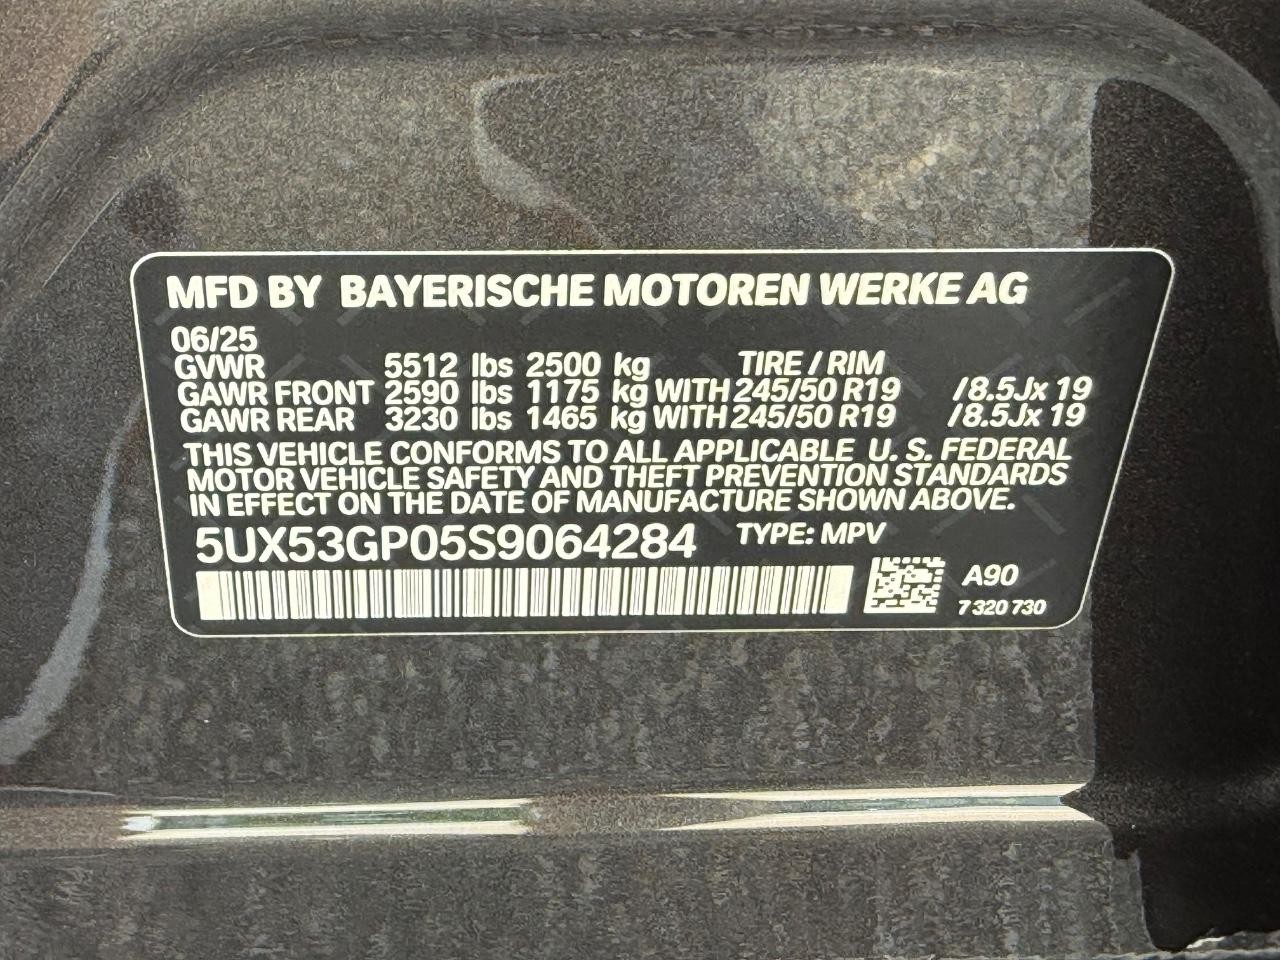 MFD BY BAYERISCHE MOTOREN WERKE AG
06/25
GVWR 5512 lbs 2500 kg TIRE / RIM
GAWR FRONT 2590 lbs 1175 kg WITH 245/50 R19 /8.5Jx 19
GAWR REAR 3230 lbs 1465 kg WITH 245/50 R19 /8.5Jx 19
THIS VEHICLE CONFORMS TO ALL APPLICABLE U. S. FEDERAL
MOTOR VEHICLE SAFETY AND THEFT PREVENTION STANDARDS
IN EFFECT ON THE DATE OF MANUFACTURE SHOWN ABOVE.
5UX53GP05S9064284 TYPE: MPV
A90
7 320 730